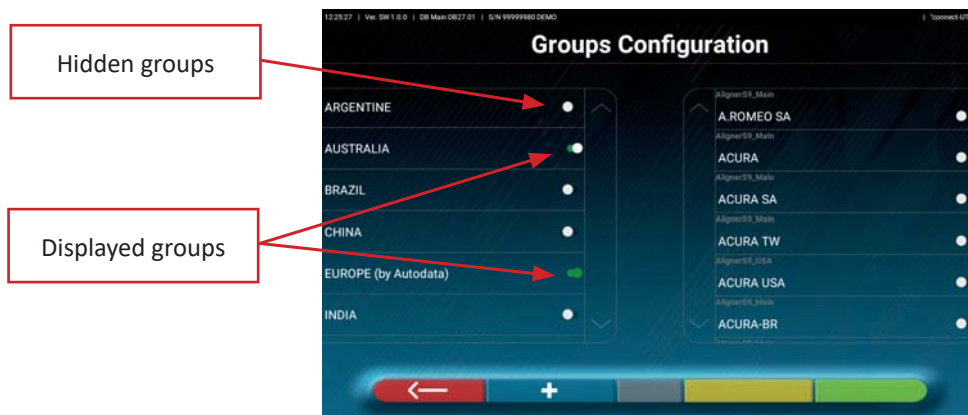 12:25:27 | Ver. SW 1.0.0 | DB Main DB27.01 | S/N 99999980 DEMO | "connect-UT
Groups Configuration
Hidden groups
Displayed groups
ARGENTINE
AUSTRALIA
BRAZIL
CHINA
EUROPE (by Autodata)
INDIA
AlignerS9_Main
A.ROMEO SA
AlignerS9_Main
ACURA
AlignerS9_Main
ACURA SA
AlignerS9_Main
ACURA TW
AlignerS9_USA
ACURA USA
AlignerS9_Main
ACURA-BR